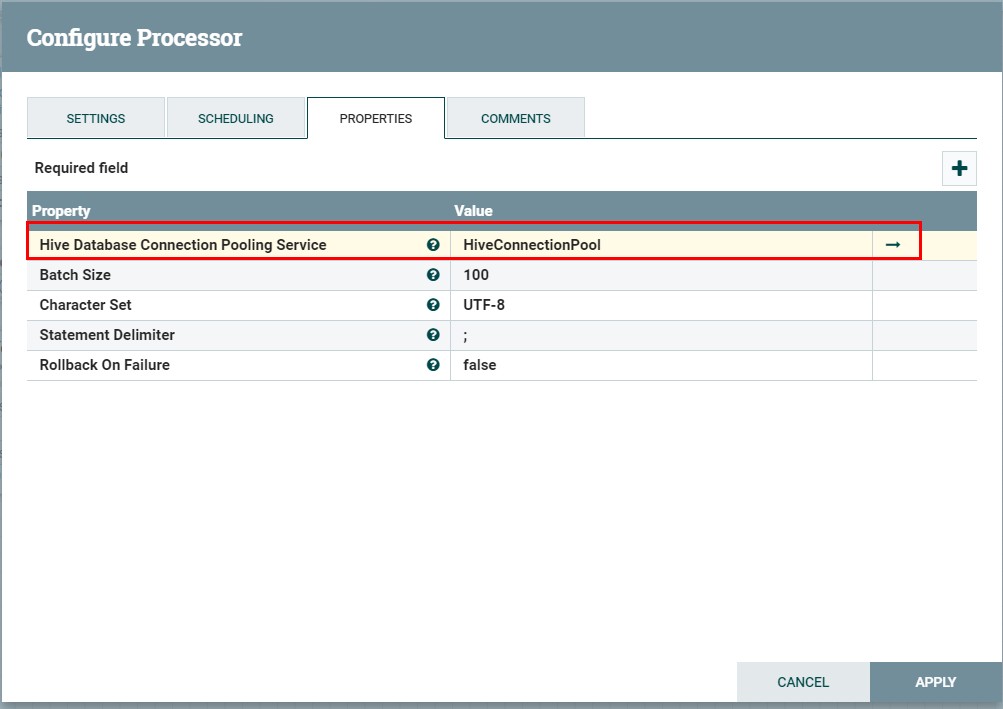 Configure Processor
SETTINGS SCHEDULING PROPERTIES COMMENTS
Required field
Property Value
Hive Database Connection Pooling Service HiveConnectionPool
Batch Size 100
Character Set UTF-8
Statement Delimiter ;
Rollback On Failure false
CANCEL APPLY